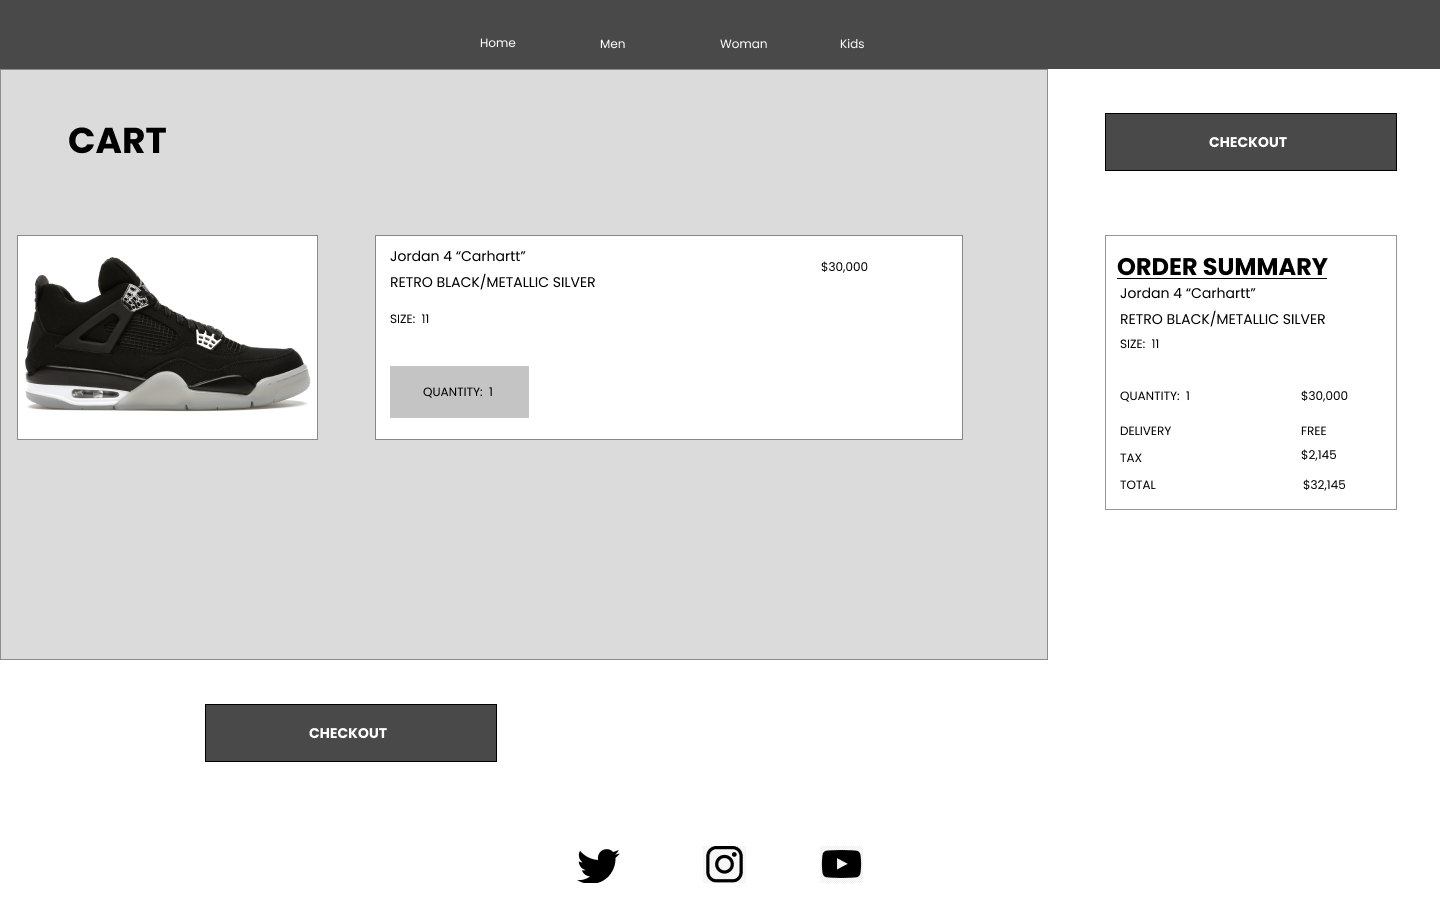 Home Men Woman Kids
CART
CHECKOUT
Jordan 4 “Carhartt”
RETRO BLACK/METALLIC SILVER
$30,000
SIZE: 11
QUANTITY: 1
ORDER SUMMARY
Jordan 4 “Carhartt”
RETRO BLACK/METALLIC SILVER
SIZE: 11
QUANTITY: 1 $30,000
DELIVERY FREE
TAX $2,145
TOTAL $32,145
CHECKOUT